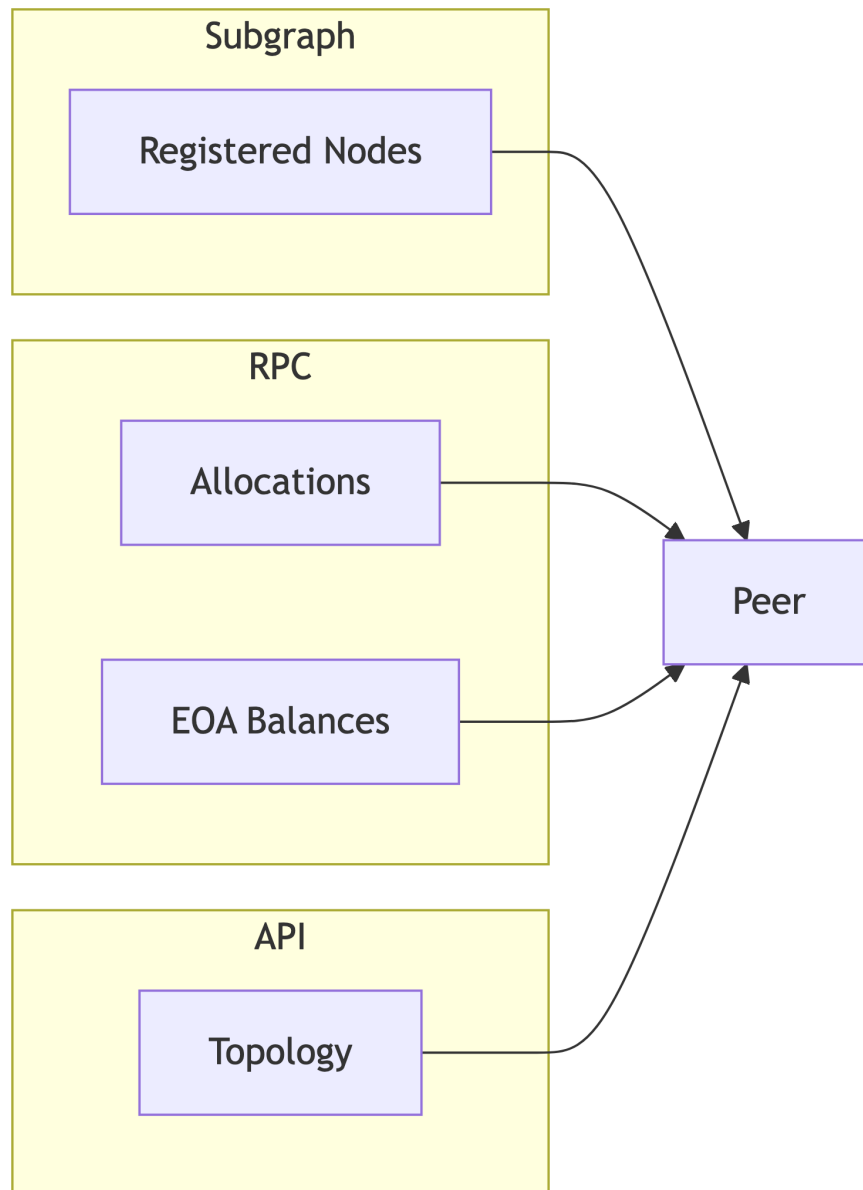 Subgraph
Registered Nodes
RPC
Allocations
Peer
EOA Balances
API
Topology